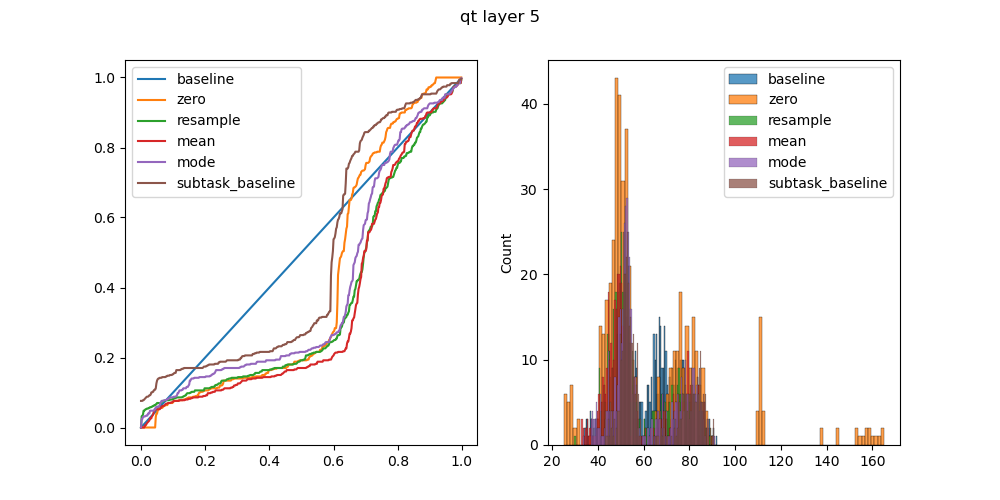 qt layer 5
baseline
zero
resample
mean
mode
subtask_baseline
1.0
0.8
0.6
0.4
0.2
0.0
0.0 0.2 0.4 0.6 0.8 1.0
baseline
zero
resample
mean
mode
subtask_baseline
Count
40
30
20
10
0
20 40 60 80 100 120 140 160